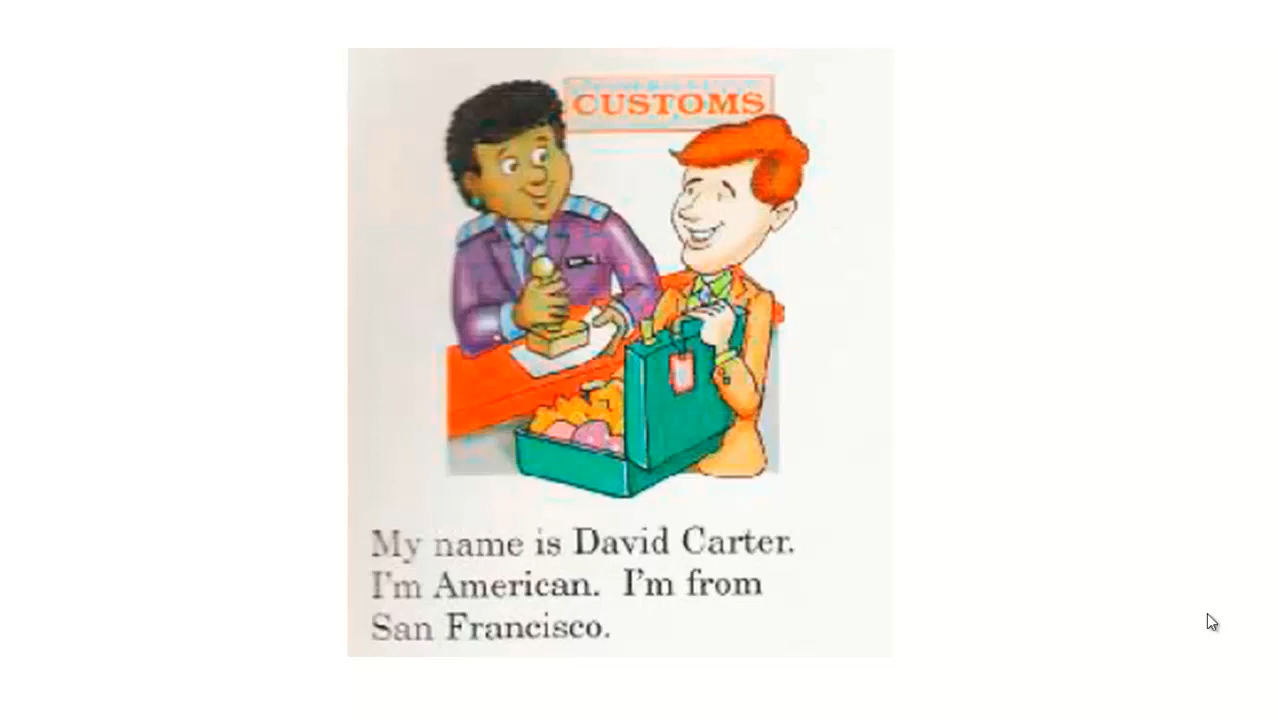 CUSTOMS
My name is David Carter.
I'm American.  I'm from
San Francisco.